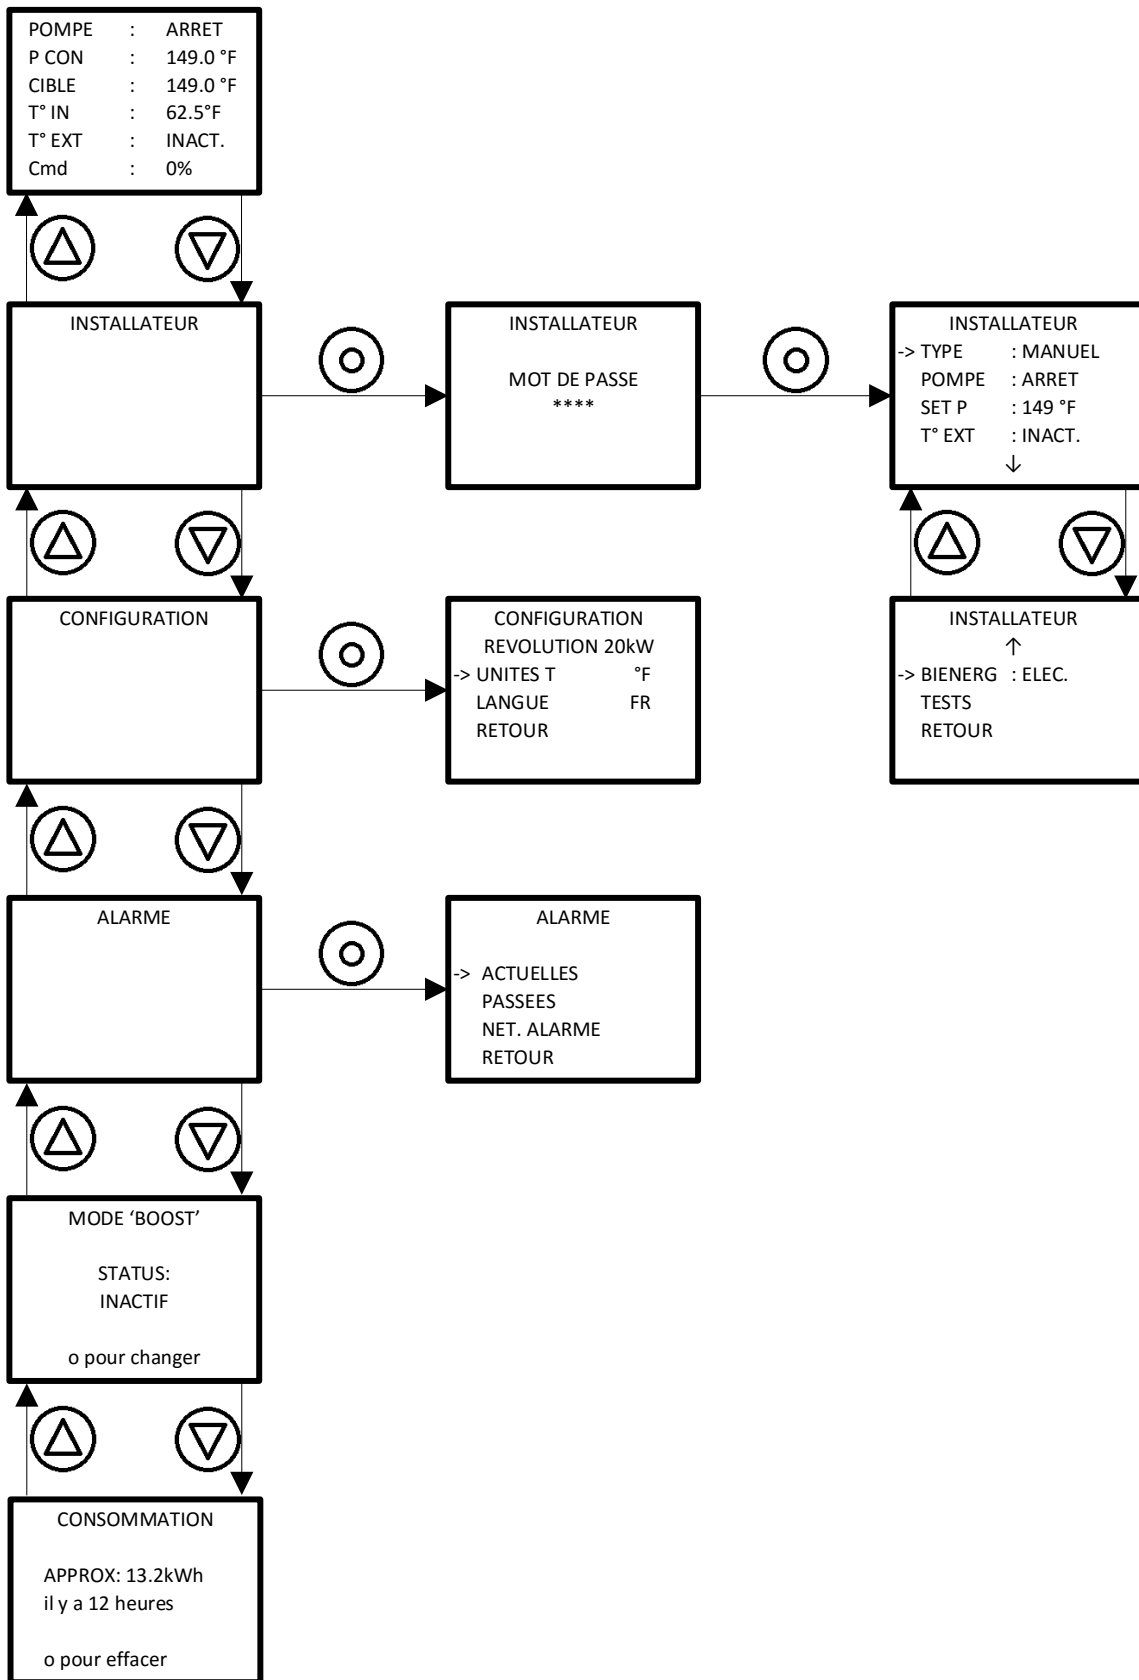 POMPE : ARRET
P CON : 149.0 °F
CIBLE : 149.0 °F
T° IN : 62.5°F
T° EXT : INACT.
Cmd : 0%
INSTALLATEUR
INSTALLATEUR
MOT DE PASSE
****
INSTALLATEUR
-> TYPE : MANUEL
POMPE : ARRET
SET P : 149 °F
T° EXT : INACT.
↓
CONFIGURATION
CONFIGURATION
REVOLUTION 20kW
-> UNITES T °F
LANGUE FR
RETOUR
INSTALLATEUR
↑
-> BIENERG : ELEC.
TESTS
RETOUR
ALARME
ALARME
-> ACTUELLES
PASSEES
NET. ALARME
RETOUR
MODE ‘BOOST’
STATUS:
INACTIF
o pour changer
CONSOMMATION
APPROX: 13.2kWh
il y a 12 heures
o pour effacer